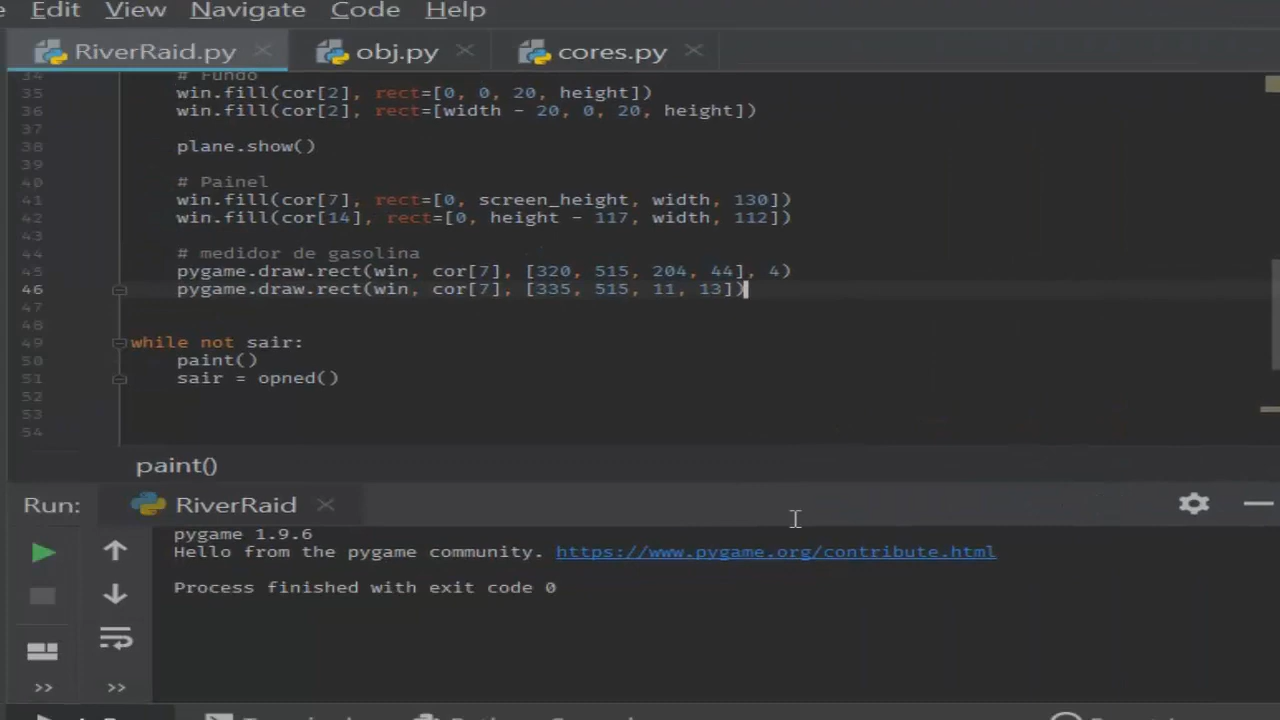 Edit View Navigate Code Help
RiverRaid.py obj.py cores.py
34 # Fundo
35 win.fill(cor[2], rect=[0, 0, 20, height])
36 win.fill(cor[2], rect=[width - 20, 0, 20, height])
37
38 plane.show()
39
40 # Painel
41 win.fill(cor[7], rect=[0, screen_height, width, 130])
42 win.fill(cor[14], rect=[0, height - 117, width, 112])
43
44 # medidor de gasolina
45 pygame.draw.rect(win, cor[7], [320, 515, 204, 44], 4)
46 pygame.draw.rect(win, cor[7], [335, 515, 11, 13])
47
48
49 while not sair:
50 paint()
51 sair = opned()
52
53
54
paint()
Run: RiverRaid
pygame 1.9.6
Hello from the pygame community. https://www.pygame.org/contribute.html
Process finished with exit code 0